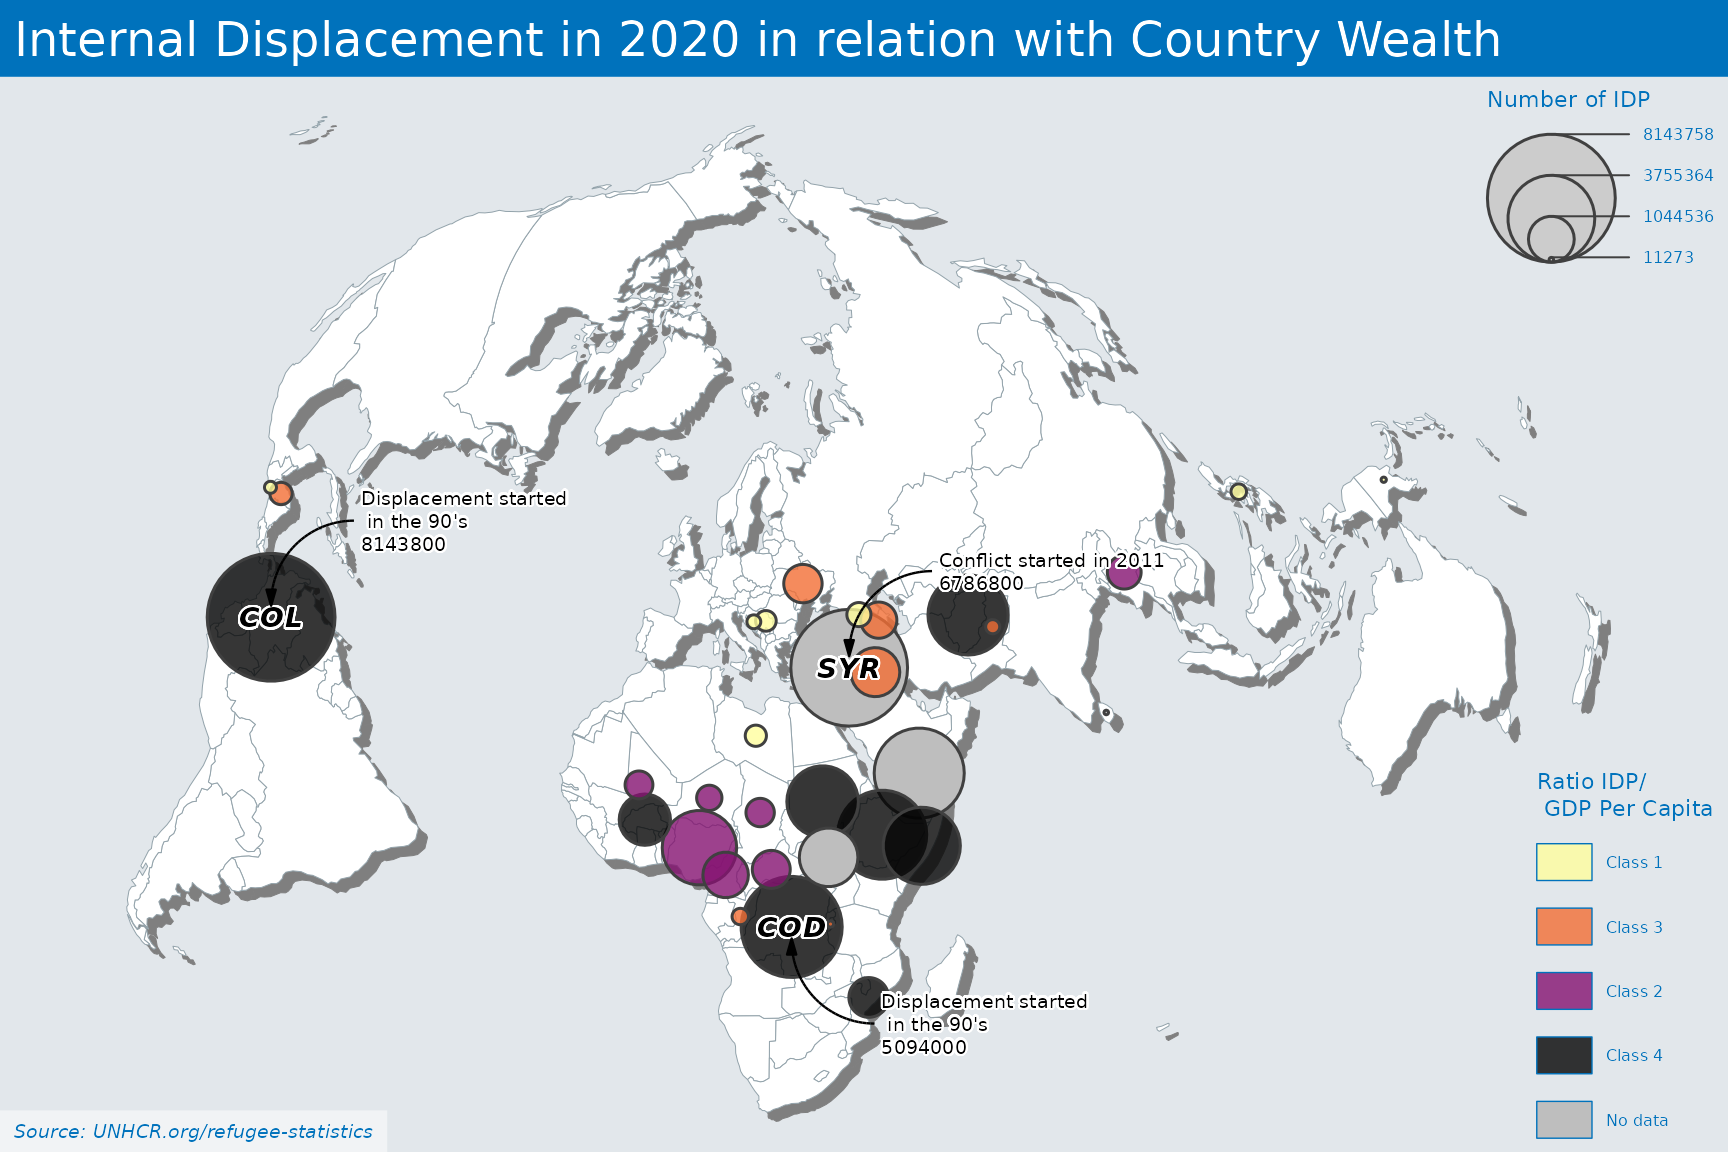 Internal Displacement in 2020 in relation with Country Wealth
Number of IDP
8143758
3755364
1044536
11273
Displacement started
in the 90's
8143800
Conflict started in 2011
6786800
COL
SYR
COD
Displacement started
in the 90's
5094000
Ratio IDP/
GDP Per Capita
Class 1
Class 3
Class 2
Class 4
No data
Source: UNHCR.org/refugee-statistics